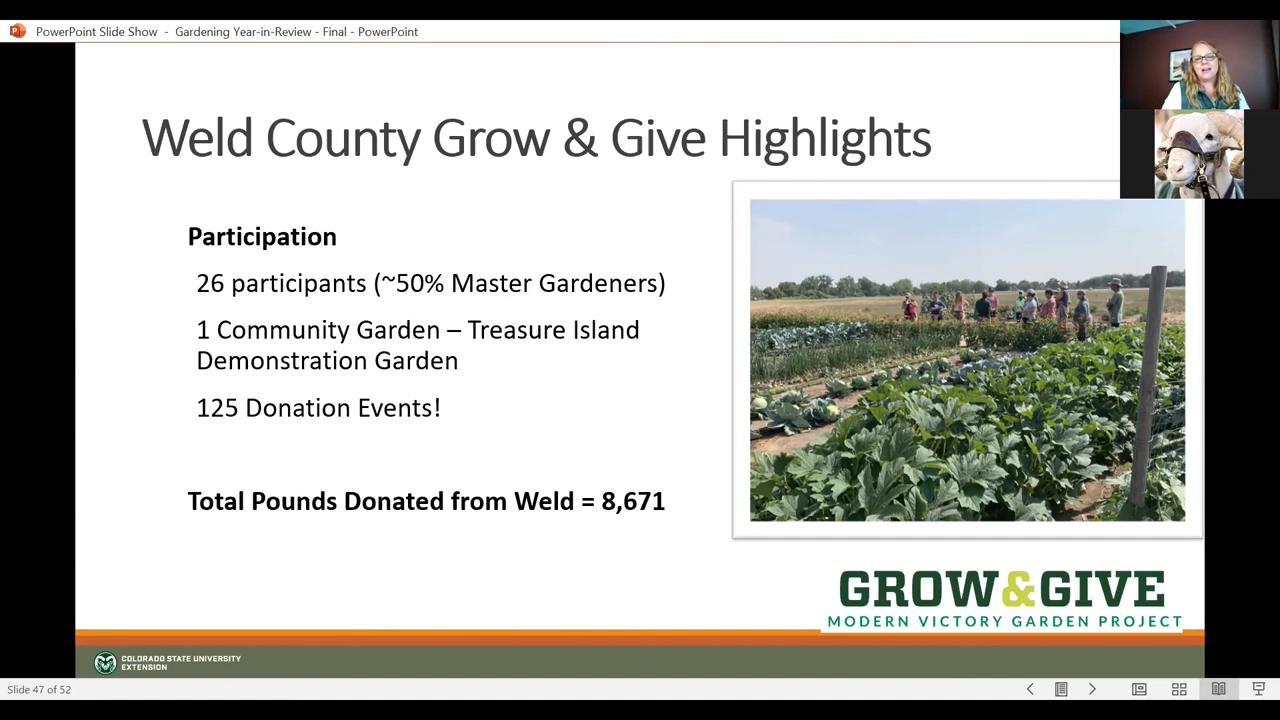 PowerPoint Slide Show - Gardening Year-in-Review - Final - PowerPoint
Weld County Grow & Give Highlights
Participation
26 participants (~50% Master Gardeners)
1 Community Garden – Treasure Island
Demonstration Garden
125 Donation Events!
Total Pounds Donated from Weld = 8,671
GROW&GIVE
MODERN VICTORY GARDEN PROJECT
COLORADO STATE UNIVERSITY
EXTENSION
Slide 47 of 52